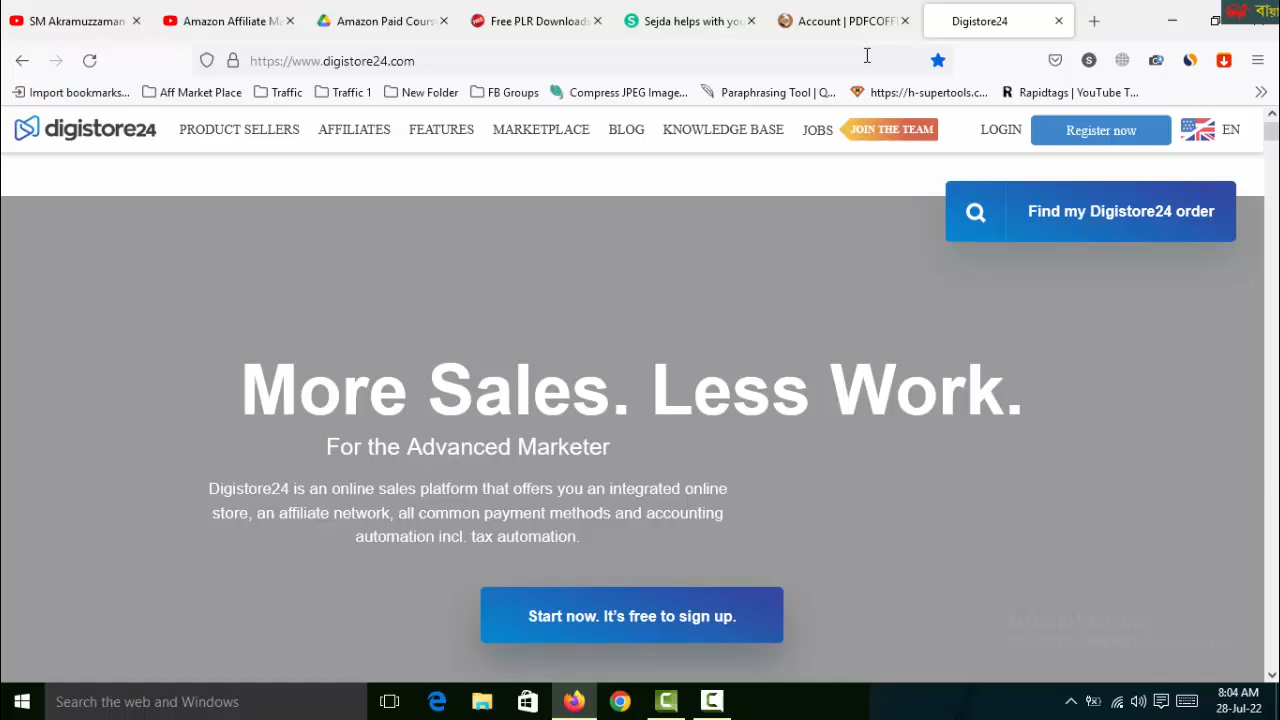 SM Akramuzzaman
Amazon Affiliate Ma
Amazon Paid Cours
Free PLR Downloads
Sejda helps with you
Account | PDFCOFF
Digistore24
বায়া
https://www.digistore24.com
Import bookmarks...
Aff Market Place
Traffic
Traffic 1
New Folder
FB Groups
Compress JPEG Image...
Paraphrasing Tool | Q...
https://h-supertools.c...
Rapidtags | YouTube T...
digistore24
PRODUCT SELLERS
AFFILIATES
FEATURES
MARKETPLACE
BLOG
KNOWLEDGE BASE
JOBS
JOIN THE TEAM
LOGIN
Register now
EN
Find my Digistore24 order
More Sales. Less Work.
For the Advanced Marketer
Digistore24 is an online sales platform that offers you an integrated online
store, an affiliate network, all common payment methods and accounting
automation incl. tax automation.
Start now. It's free to sign up.
Search the web and Windows
8:04 AM
28-Jul-22